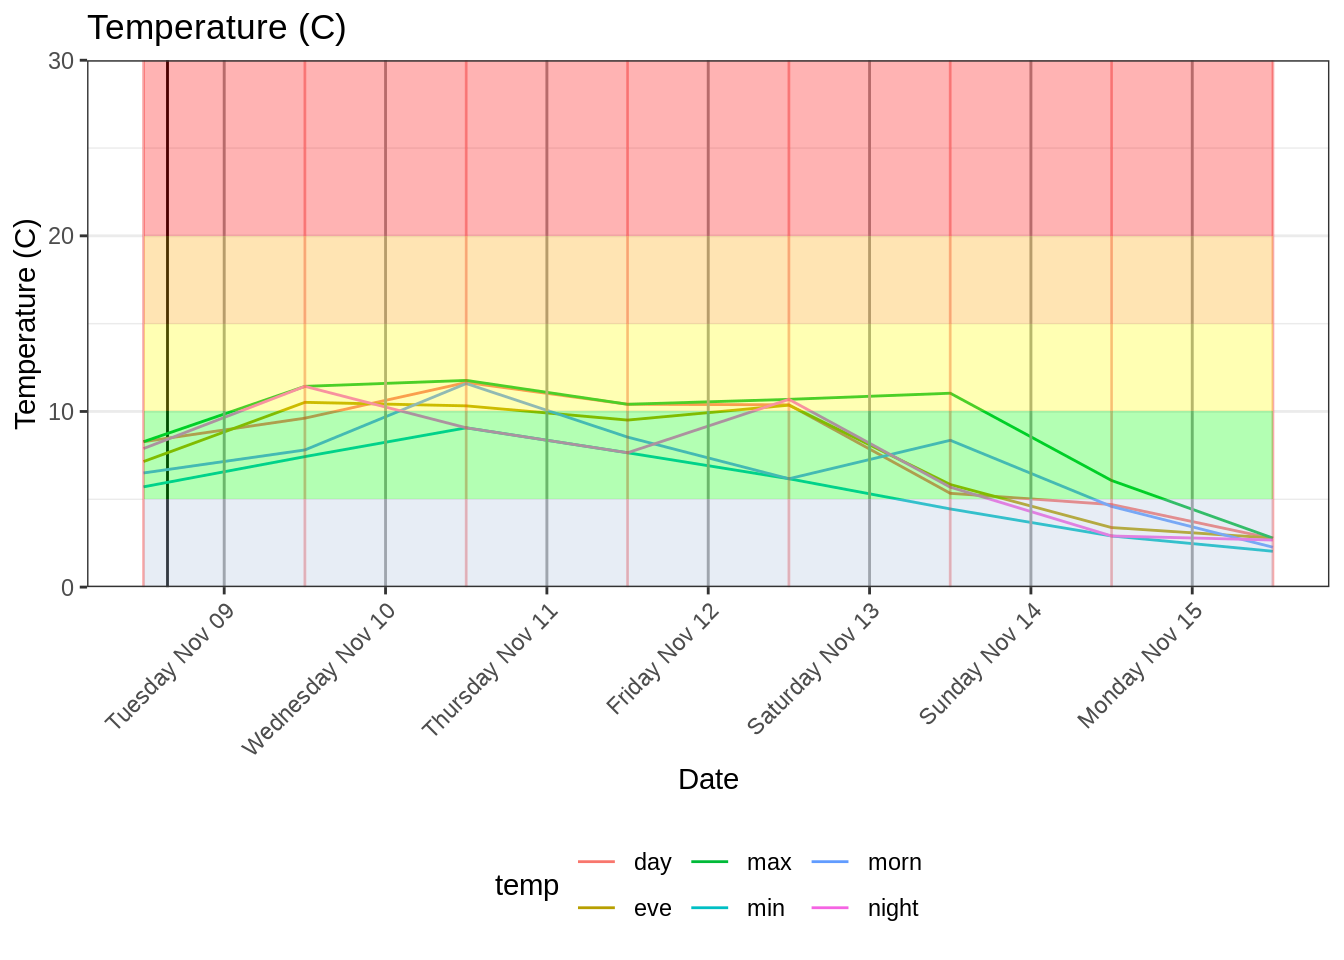 Temperature (C)
Temperature (C)
30
20
10
0
Tuesday Nov 09
Wednesday Nov 10
Thursday Nov 11
Friday Nov 12
Saturday Nov 13
Sunday Nov 14
Monday Nov 15
Date
temp
day
max
morn
eve
min
night